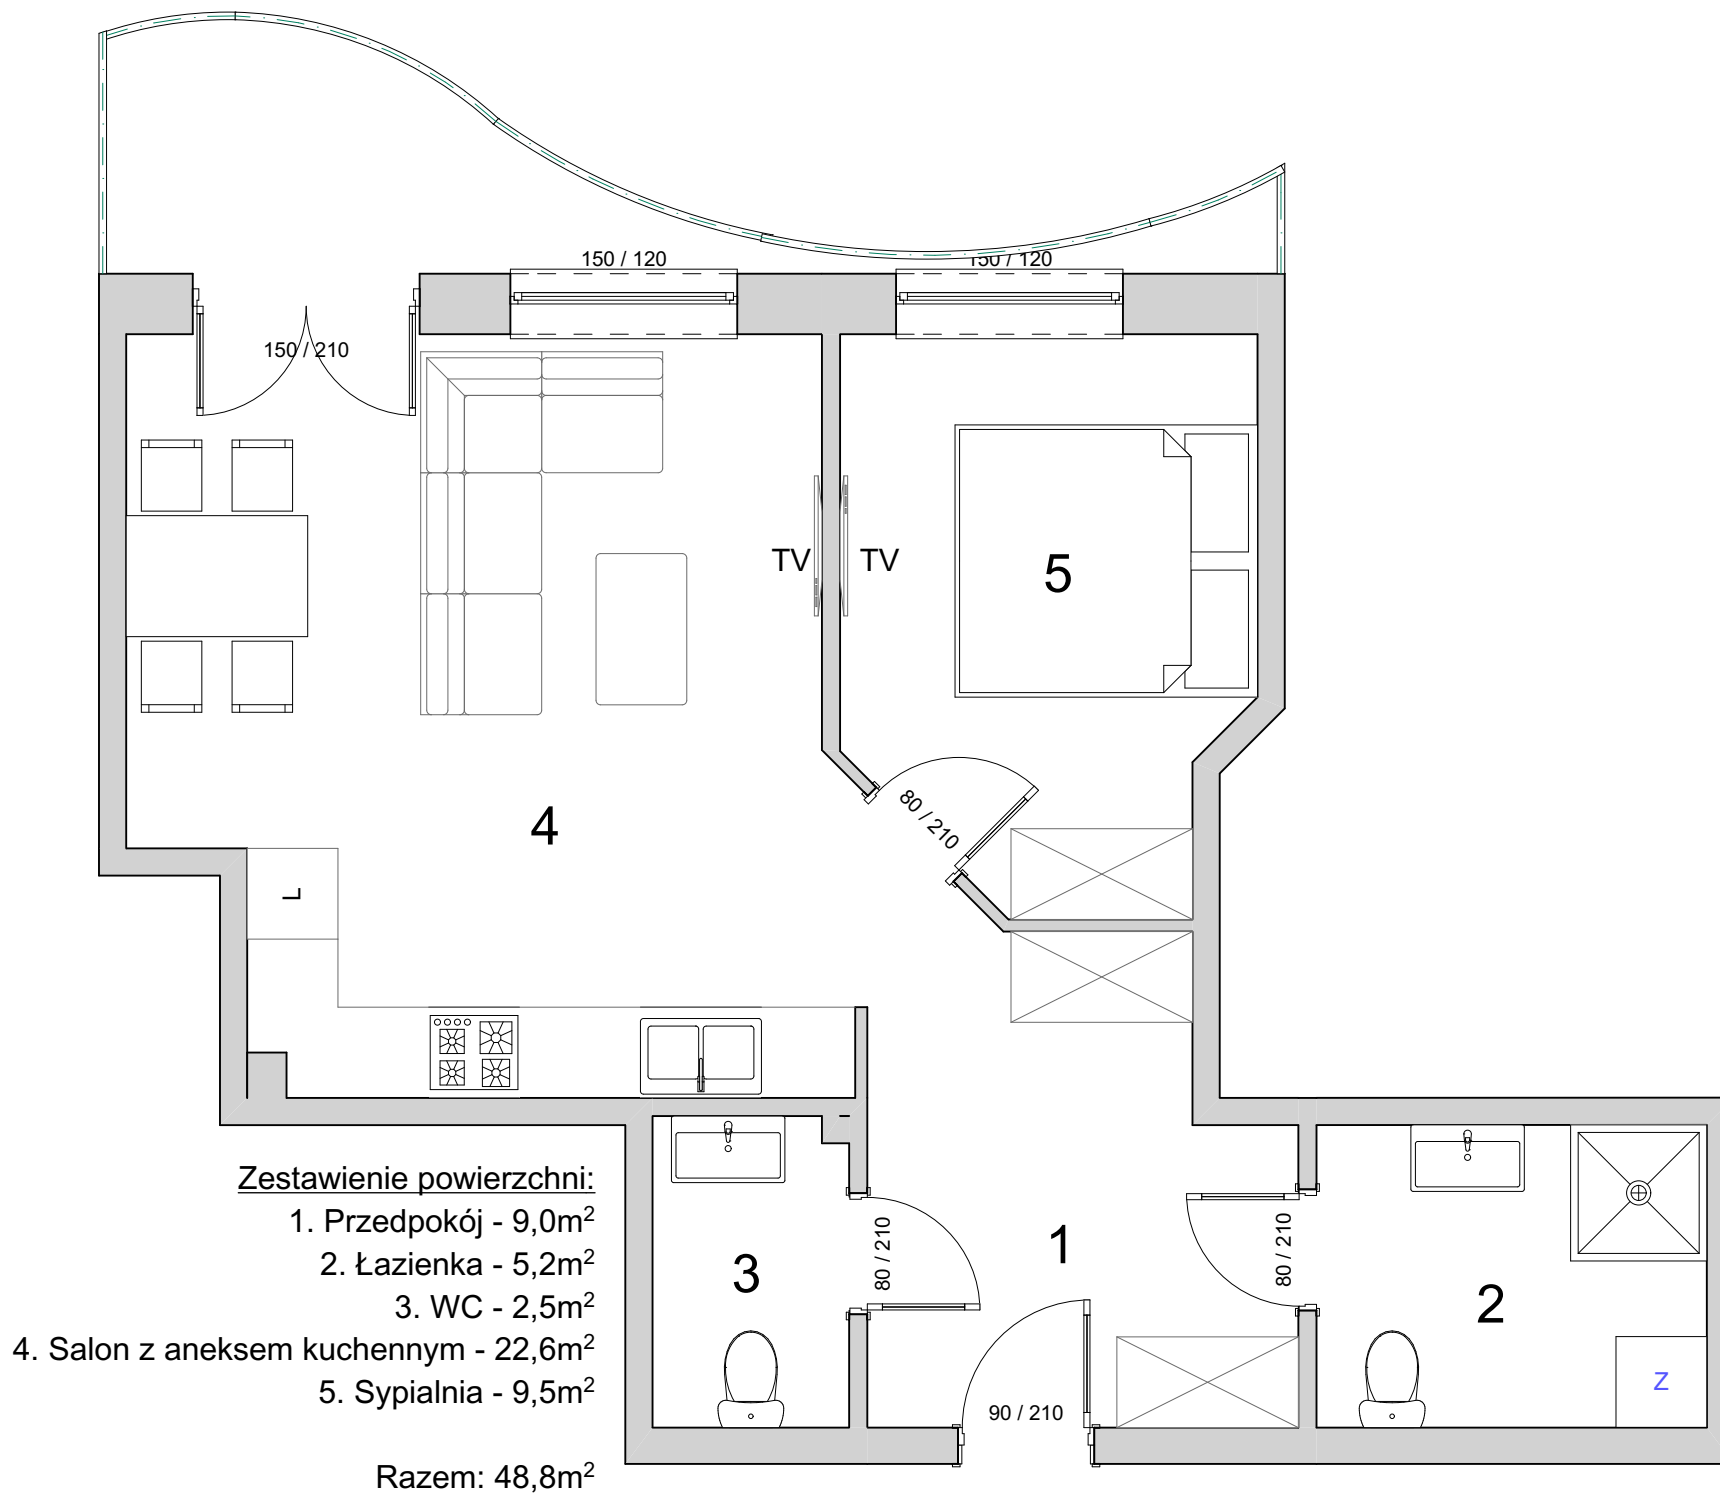 150 / 120
150 / 120
150 / 210
TV
TV
5
80 / 210
4
L
Zestawienie powierzchni:
1. Przedpokój - 9,0m²
2. Łazienka - 5,2m²
3. WC - 2,5m²
4. Salon z aneksem kuchennym - 22,6m²
5. Sypialnia - 9,5m²
Razem: 48,8m²
3
80 / 210
1
80 / 210
2
90 / 210
Z